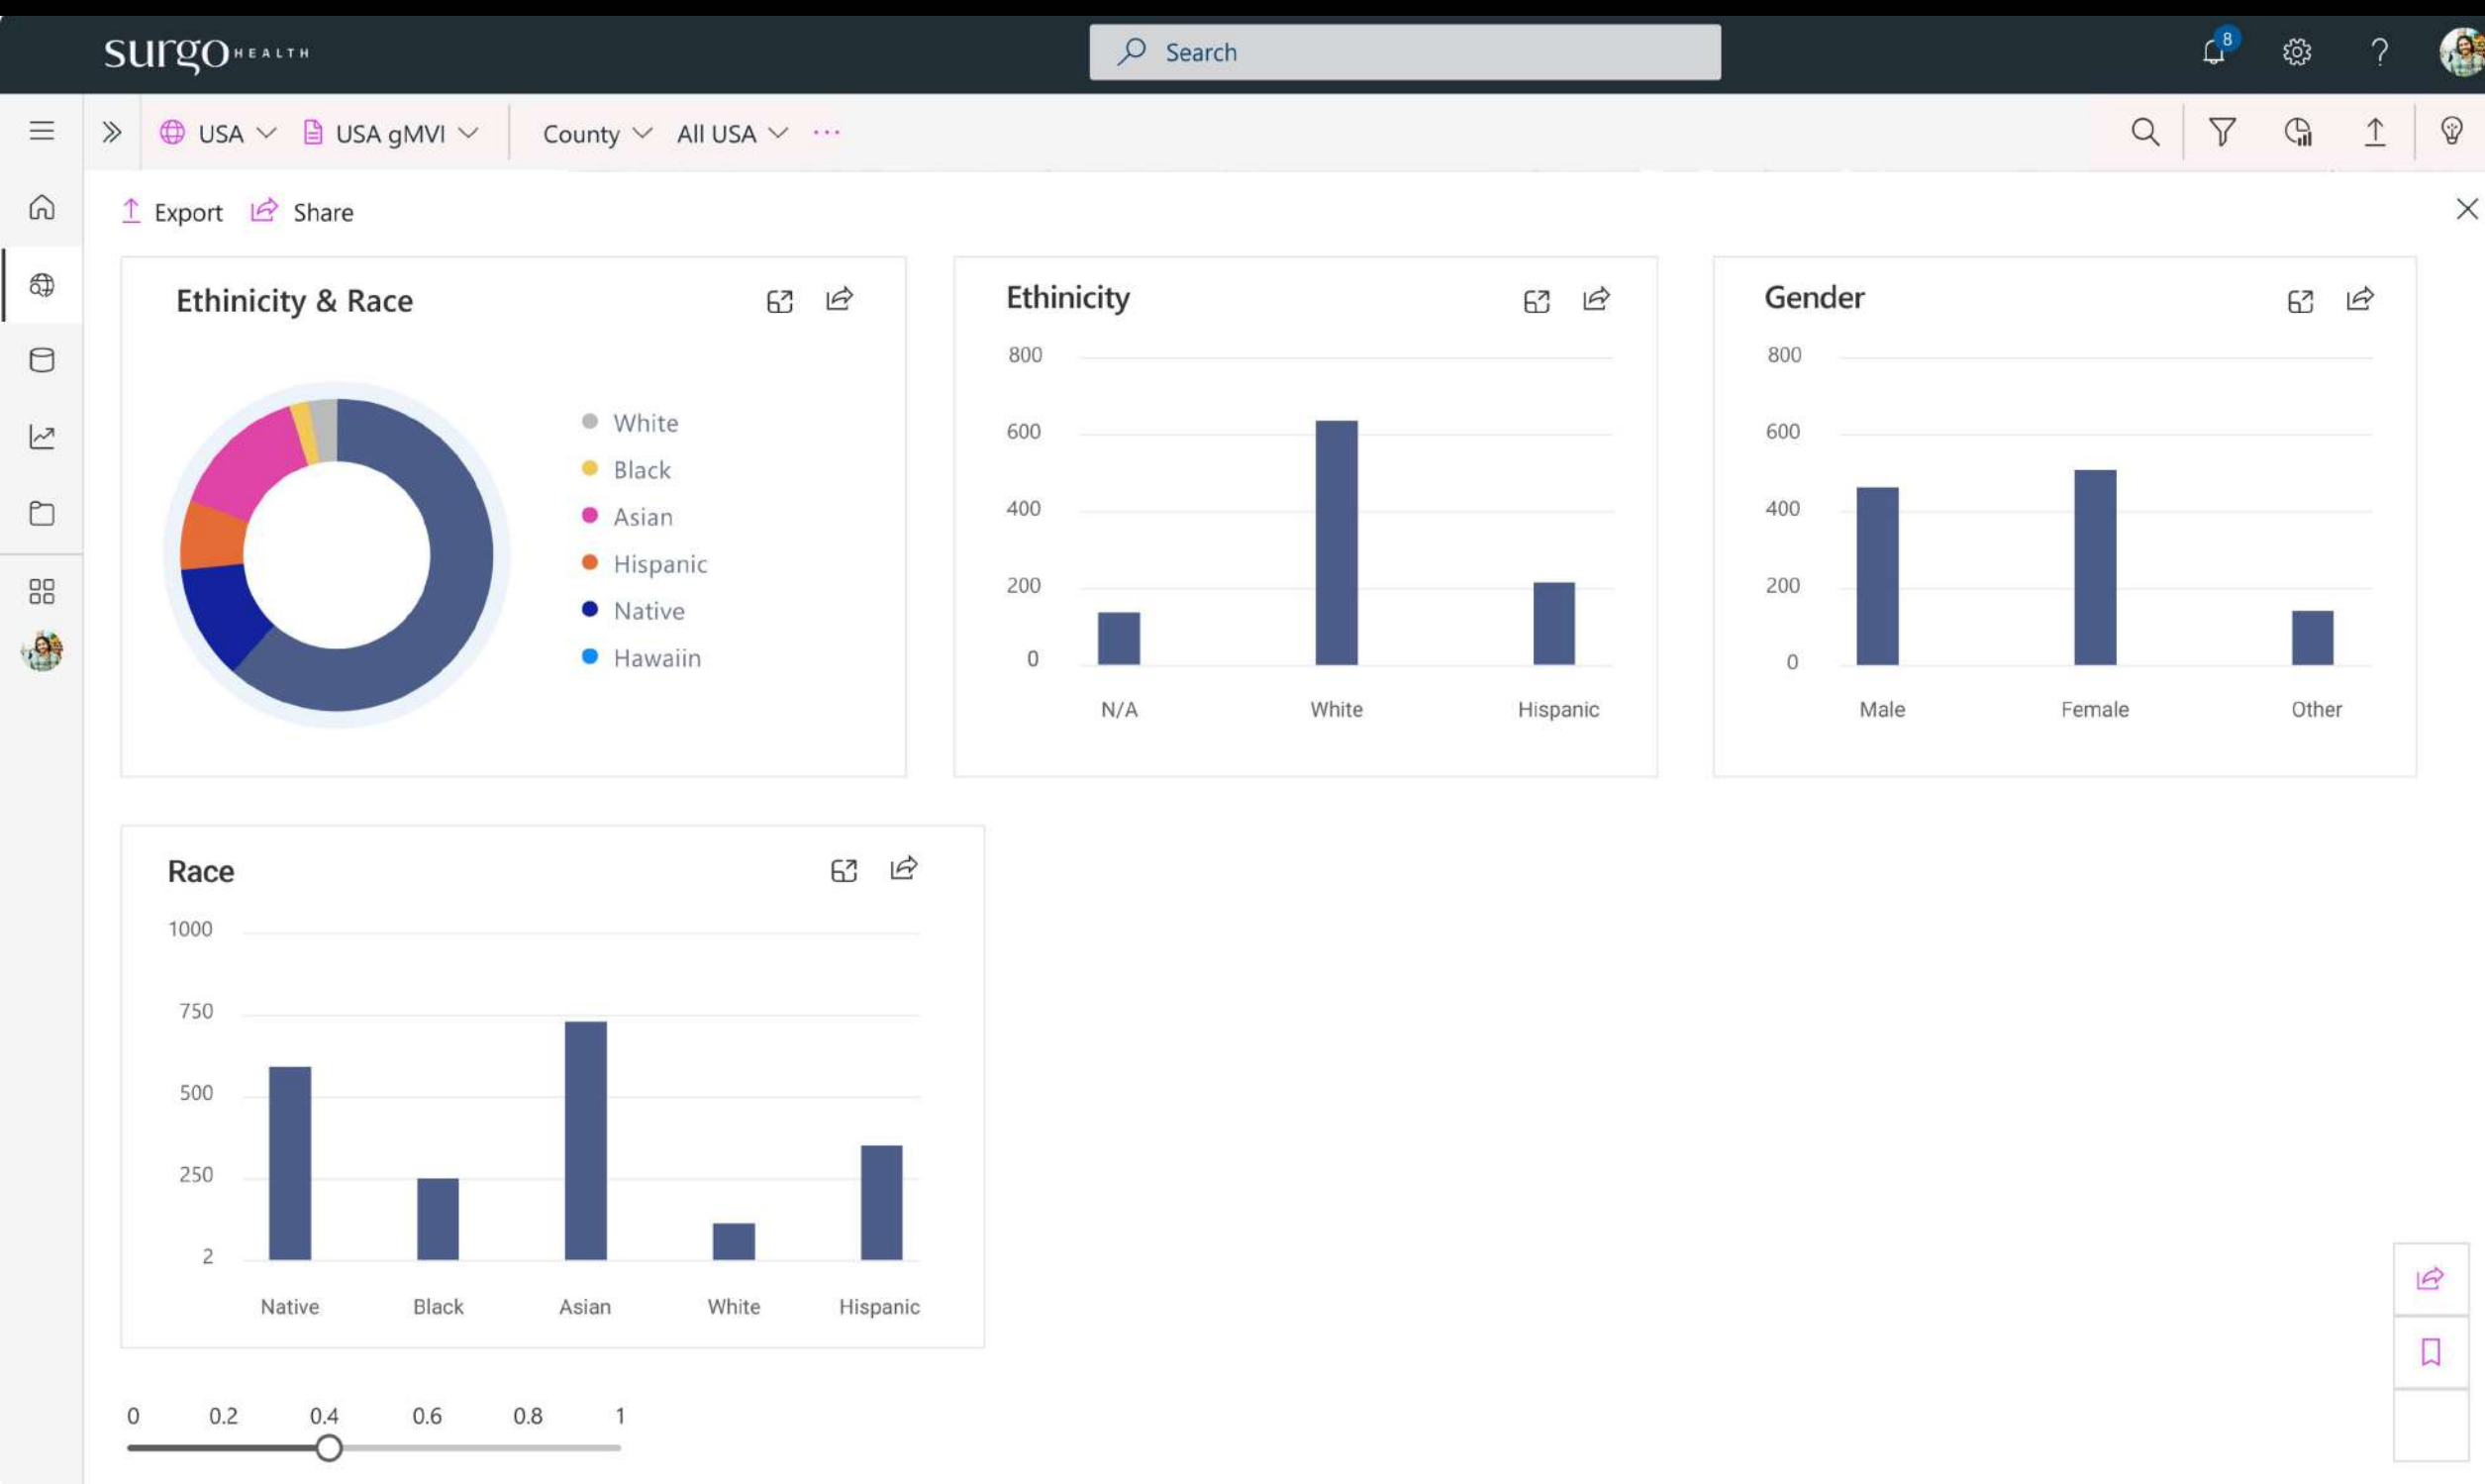 surgo HEALTH
Search
8
?
USA
USA gMVI
County
All USA
...
Export
Share
Ethinicity & Race
White
Black
Asian
Hispanic
Native
Hawaiin
Ethinicity
800
600
400
200
0
N/A White Hispanic
Gender
800
600
400
200
0
Male Female Other
Race
1000
750
500
250
2
Native Black Asian White Hispanic
0 0.2 0.4 0.6 0.8 1